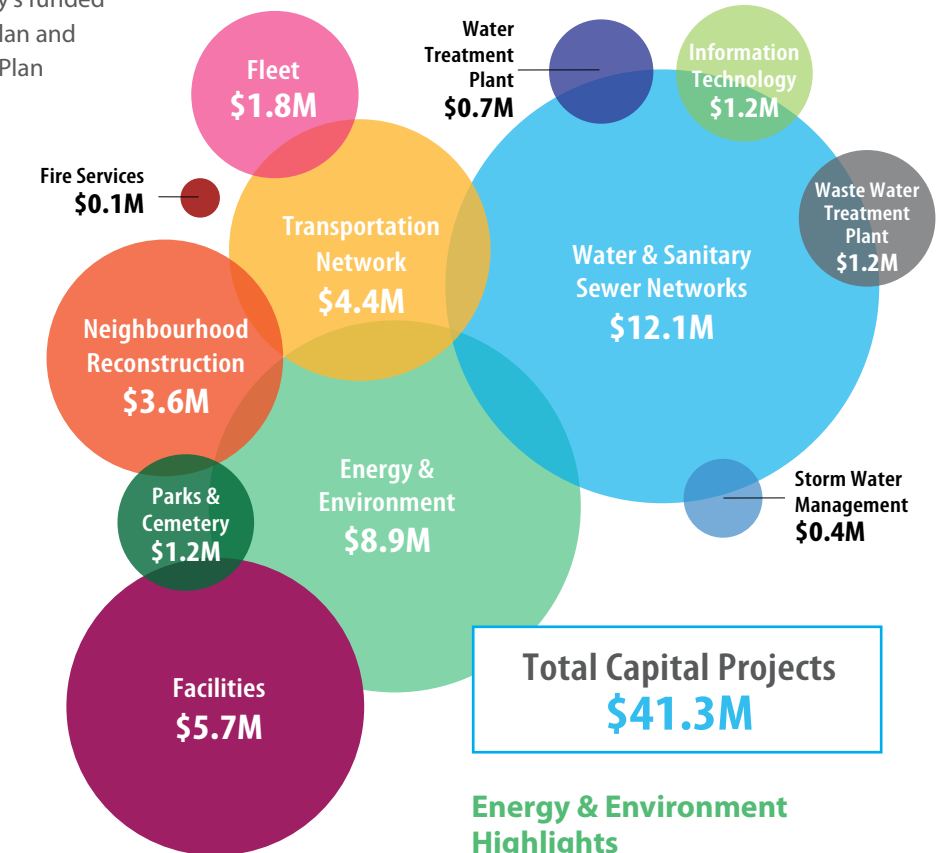 y's funded
lan and
Plan
Fleet
$1.8M
Water
Treatment
Plant
$0.7M
Information
Technology
$1.2M
Fire Services
$0.1M
Transportation
Network
$4.4M
Water & Sanitary
Sewer Networks
$12.1M
Waste Water
Treatment
Plant
$1.2M
Neighbourhood
Reconstruction
$3.6M
Energy &
Environment
$8.9M
Parks &
Cemetery
$1.2M
Storm Water
Management
$0.4M
Facilities
$5.7M
Total Capital Projects
$41.3M
Energy & Environment
Highlights